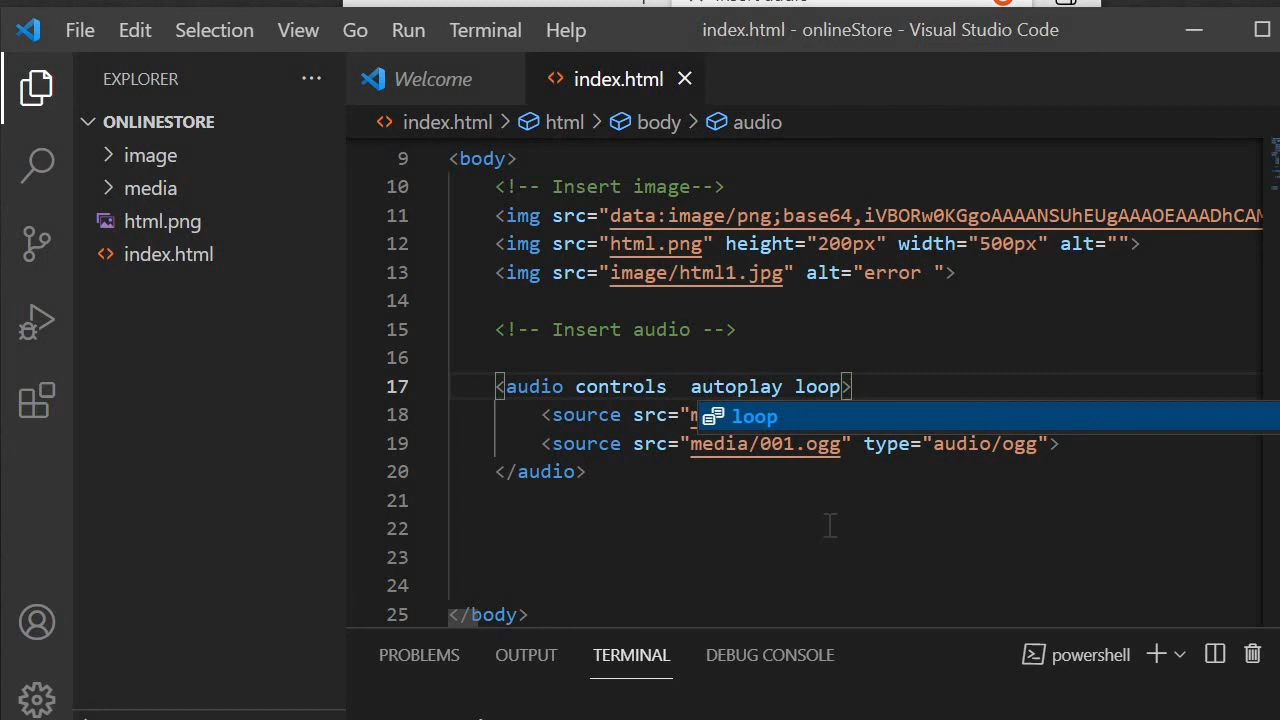 File Edit Selection View Go Run Terminal Help index.html - onlineStore - Visual Studio Code
EXPLORER
ONLINESTORE
image
media
html.png
index.html
Welcome index.html
index.html > html > body > audio
9 <body>
10 <!-- Insert image-->
11 <img src="data:image/png;base64,iVBORw0KGgoAAAANSUhEUgAAAOEAAADhCAM
12 <img src="html.png" height="200px" width="500px" alt="">
13 <img src="image/html1.jpg" alt="error ">
14
15 <!-- Insert audio -->
16
17 <audio controls  autoplay loop>
18 <source src="m
loop
19 <source src="media/001.ogg" type="audio/ogg">
20 </audio>
21
22
23
24
25 </body>
PROBLEMS OUTPUT TERMINAL DEBUG CONSOLE powershell